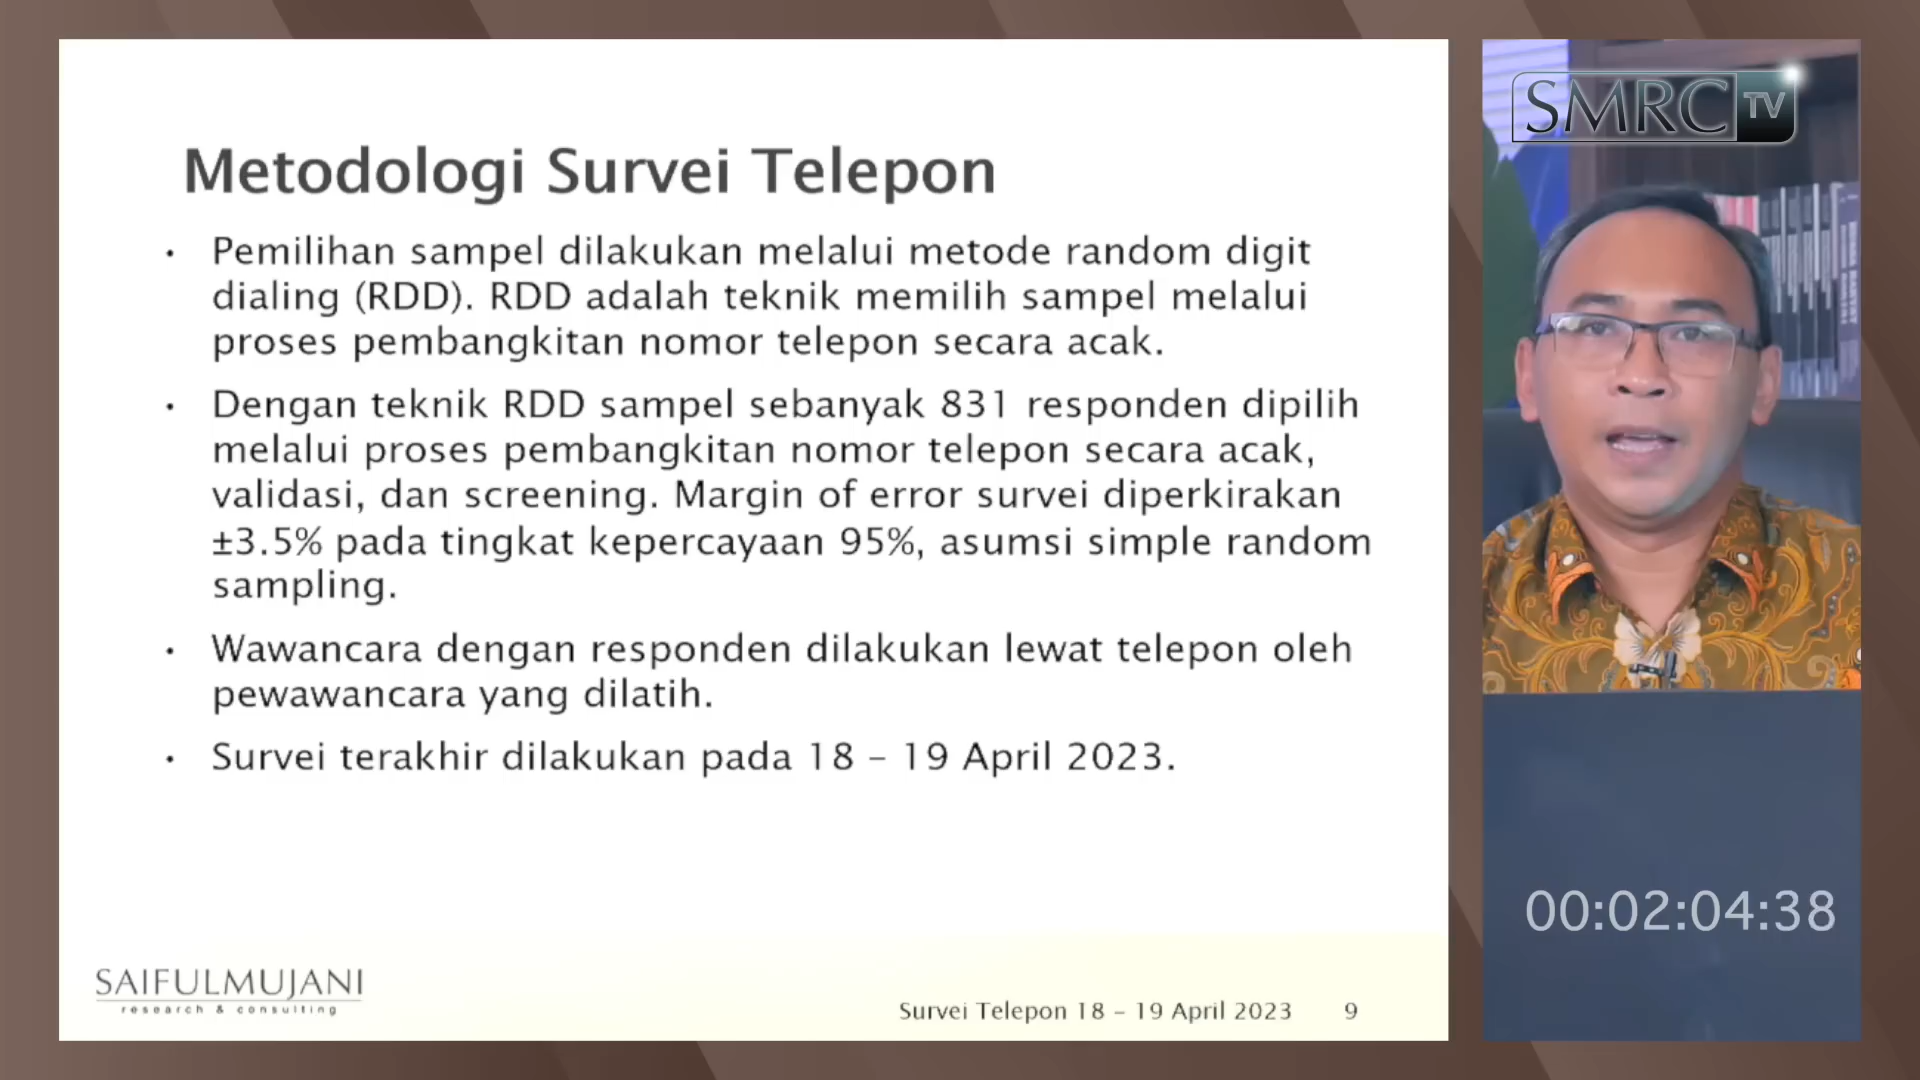 Metodologi Survei Telepon
• Pemilihan sampel dilakukan melalui metode random digit
dialing (RDD). RDD adalah teknik memilih sampel melalui
proses pembangkitan nomor telepon secara acak.
• Dengan teknik RDD sampel sebanyak 831 responden dipilih
melalui proses pembangkitan nomor telepon secara acak,
validasi, dan screening. Margin of error survei diperkirakan
±3.5% pada tingkat kepercayaan 95%, asumsi simple random
sampling.
• Wawancara dengan responden dilakukan lewat telepon oleh
pewawancara yang dilatih.
• Survei terakhir dilakukan pada 18 – 19 April 2023.
SAIFULMUJANI
research & consulting
Survei Telepon 18 – 19 April 2023 9
SMRC TV
00:02:04:38